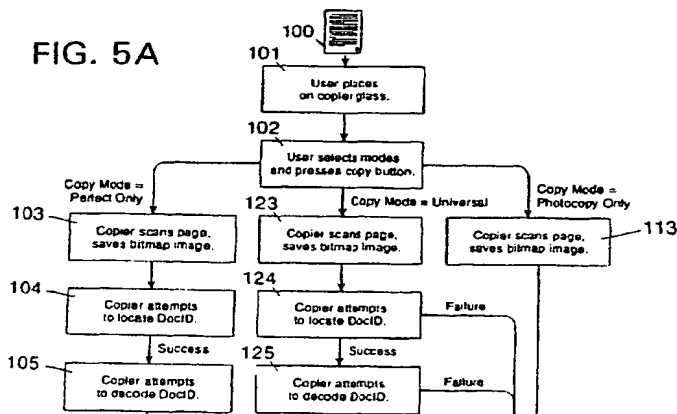 FIG. 5A
100
101
User places
on copier glass.
102
User selects modes
and presses copy button.
Copy Mode =
Perfect Only
Copy Mode = Universal
Copy Mode =
Photocopy Only
103
Copier scans page,
saves bitmap image.
123
Copier scans page,
saves bitmap image.
Copier scans page,
saves bitmap image.
113
104
Copier attempts
to locate DocID.
124
Copier attempts
to locate DocID.
Failure
Success
Success
105
Copier attempts
to decode DocID.
125
Copier attempts
to decode DocID.
Failure